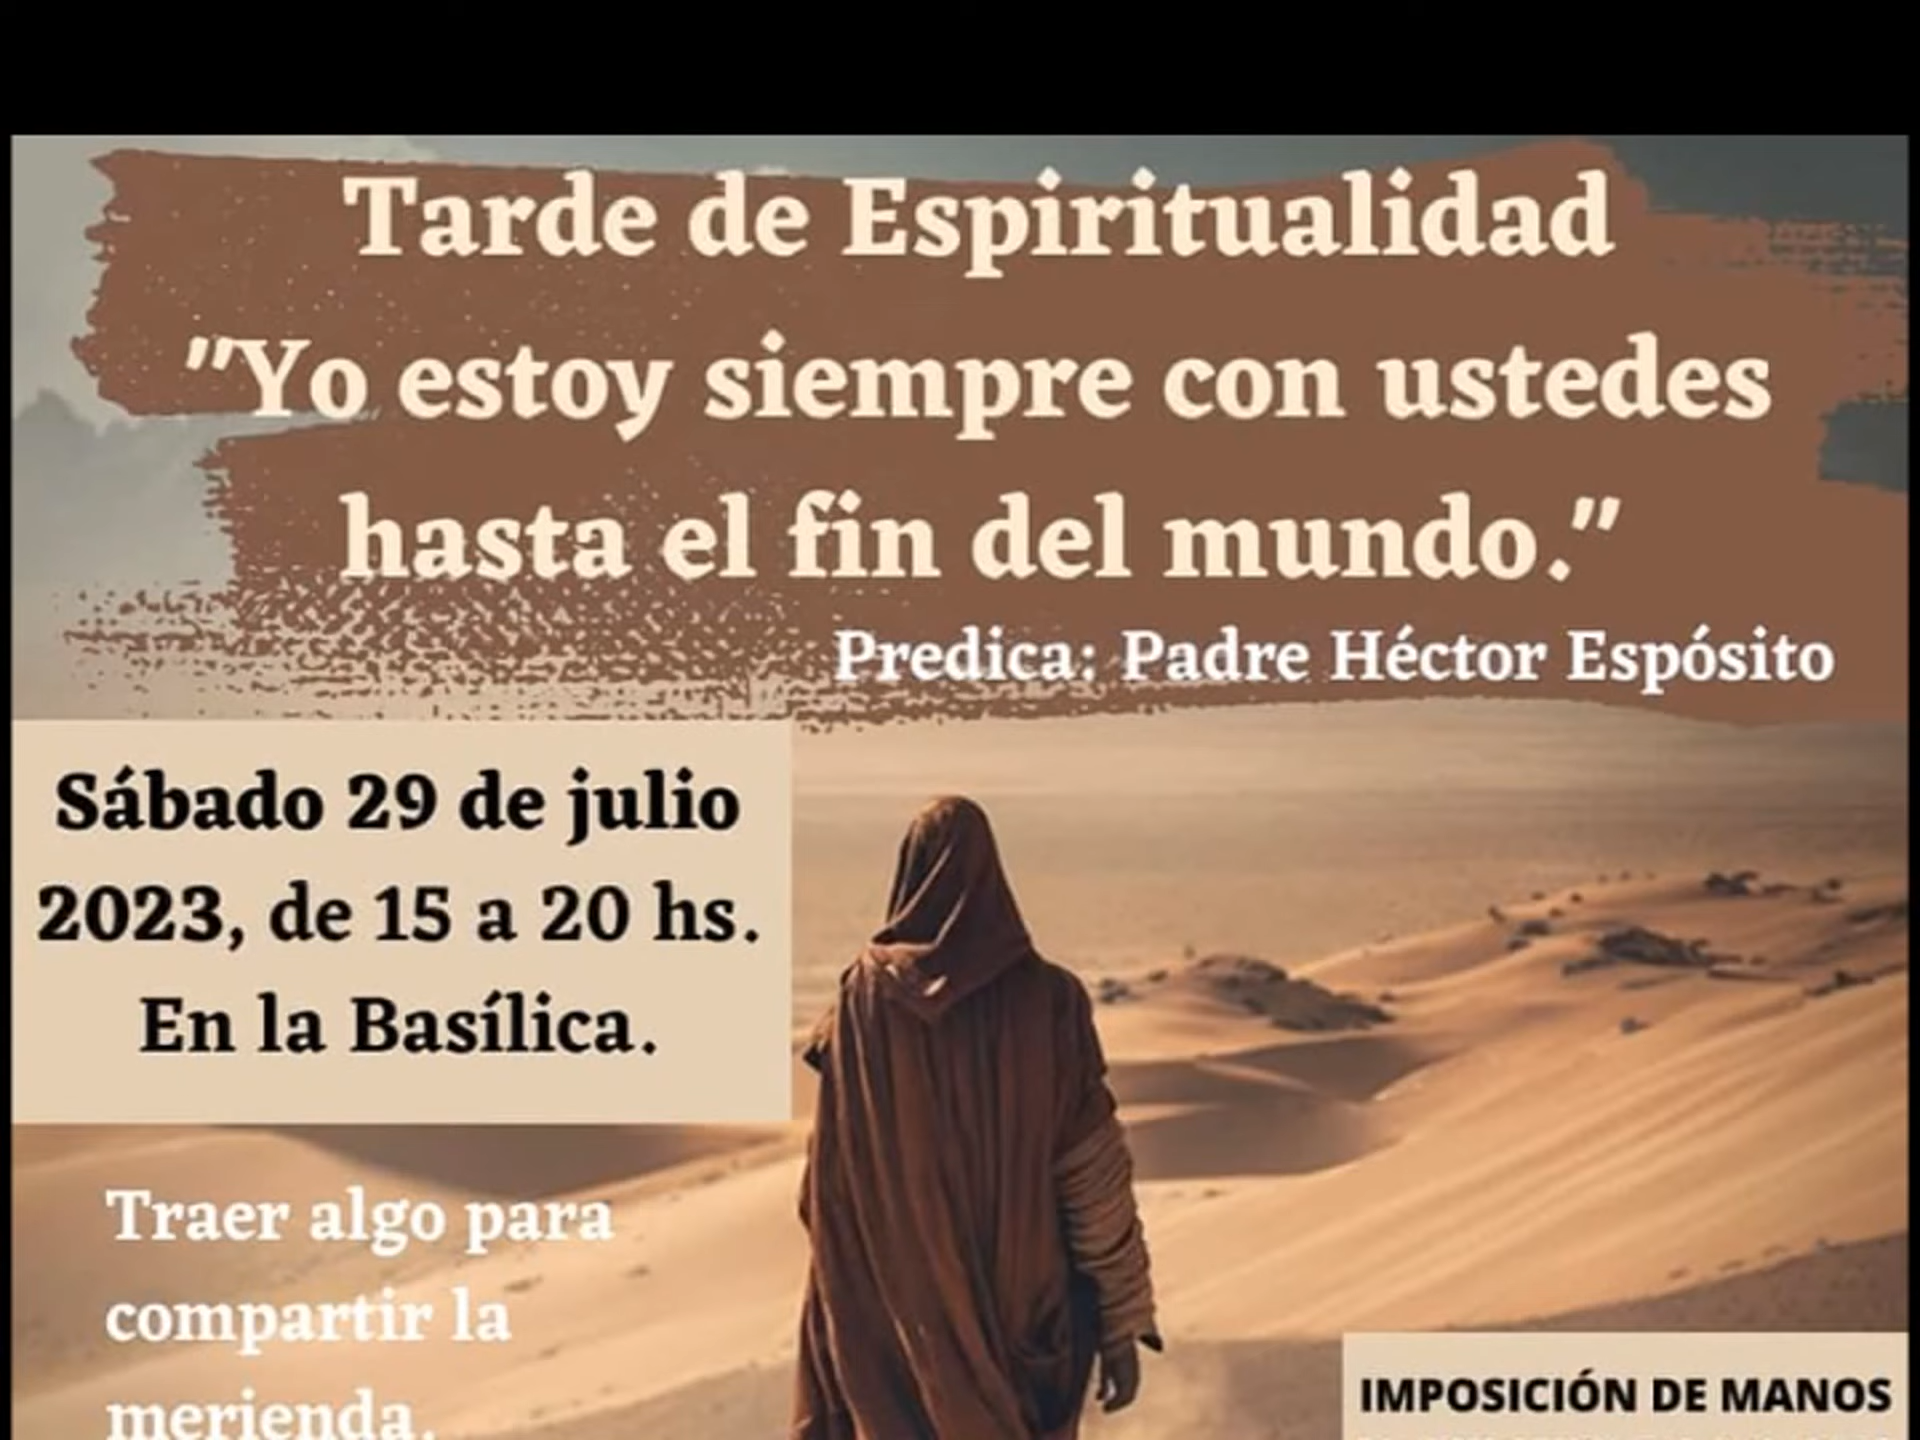 Tarde de Espiritualidad
"Yo estoy siempre con ustedes
hasta el fin del mundo."
Predica: Padre Héctor Espósito
Sábado 29 de julio
2023, de 15 a 20 hs.
En la Basílica.
Traer algo para
compartir la
merienda.
IMPOSICIÓN DE MANOS